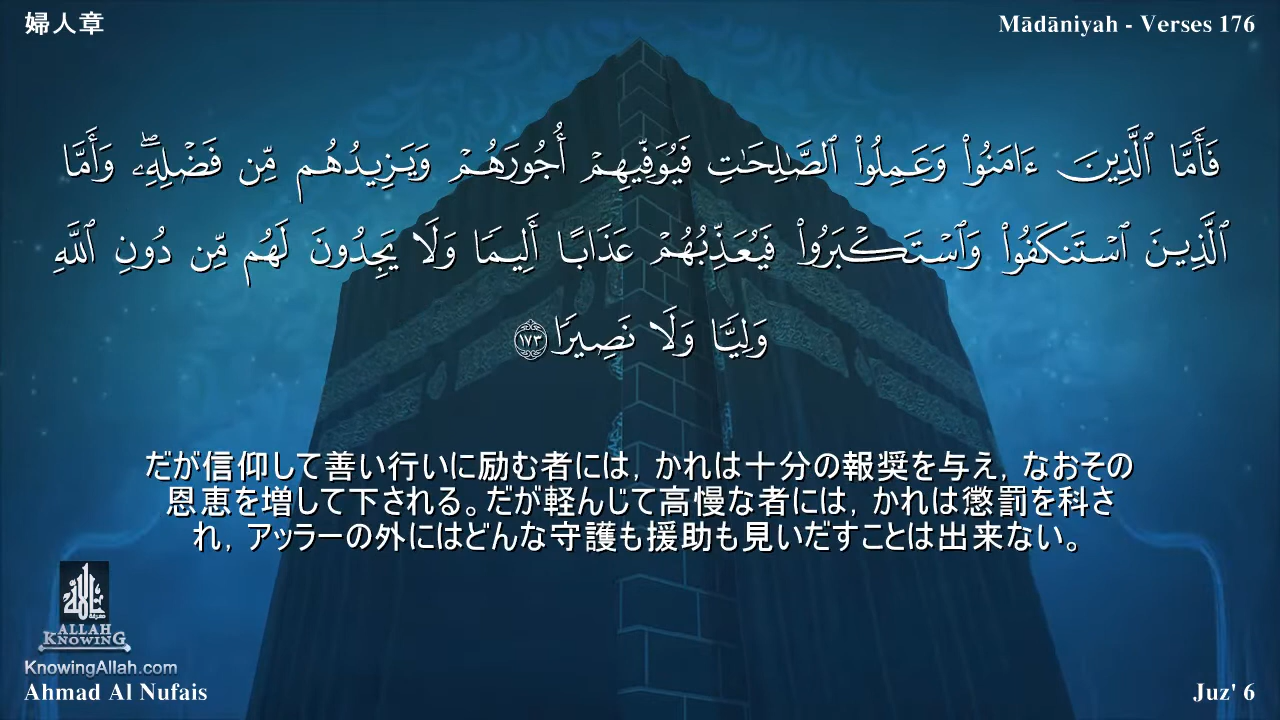 婦人章
Mādāniyah - Verses 176
فَأَمَّا ٱلَّذِينَ ءَامَنُوا۟ وَعَمِلُوا۟ ٱلصَّـٰلِحَـٰتِ فَيُوَفِّيهِمْ أُجُورَهُمْ وَيَزِيدُهُم مِّن فَضْلِهِۦ ۖ وَأَمَّا
ٱلَّذِينَ ٱسْتَنكَفُوا۟ وَٱسْتَكْبَرُوا۟ فَيُعَذِّبُهُمْ عَذَابًا أَلِيمًا وَلَا يَجِدُونَ لَهُم مِّن دُونِ ٱللَّهِ
وَلِيًّا وَلَا نَصِيرًا ١٧٣
だが信仰して善い行いに励む者には, かれは十分の報奨を与え, なおその
恩恵を増して下される。だが軽んじて高慢な者には, かれは懲罰を科さ
れ, アッラーの外にはどんな守護も援助も見いだすことは出来ない。
ALLAH
KNOWING
KnowingAllah.com
Ahmad Al Nufais
Juz' 6